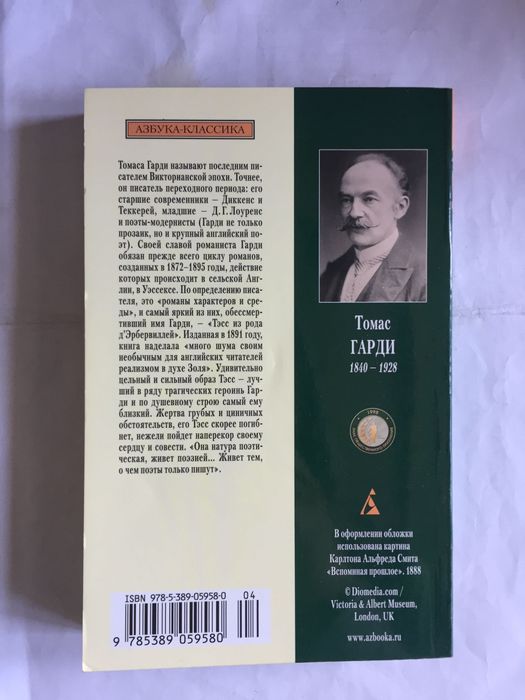 АЗБУКА-КЛАССИКА
Томаса Гарди называют последним пи-
сателем Викторианской эпохи. Точнее,
он писатель переходного периода: его
старшие современники – Диккенс и
Теккерей, младшие – Д. Г. Лоуренс
и поэты-модернисты (Гарди не только
прозаик, но и крупный английский по-
эт). Своей славой романиста Гарди
обязан прежде всего циклу романов,
созданных в 1872–1895 годы, действие
которых происходит в сельской Анг-
лии, в Уэссексе. По определению писа-
теля, это «романы характеров и сре-
ды», и самый яркий из них, обессмер-
тивший имя Гарди, – «Тэсс из рода
д'Эрбервиллей». Изданная в 1891 году,
книга наделала «много шума своим
необычным для английских читателей
реализмом в духе Золя». Удивительно
цельный и сильный образ Тэсс – луч-
ший в ряду трагических героинь Гар-
ди и по душевному строю самый ему
близкий. Жертва грубых и циничных
обстоятельств, его Тэсс скорее погиб-
нет, нежели пойдет наперекор своему
сердцу и совести. «Она натура поэти-
ческая, живет поэзией... Живет тем,
о чем поэты только пишут».
ISBN 978-5-389-05958-0
04
9 785389 059580
Томас
ГАРДИ
1840 – 1928
1998
В оформлении обложки
использована картина
Карлтона Альфреда Смита
«Вспоминая прошлое». 1888
© Diomedia.com /
Victoria & Albert Museum,
London, UK
www.azbooka.ru